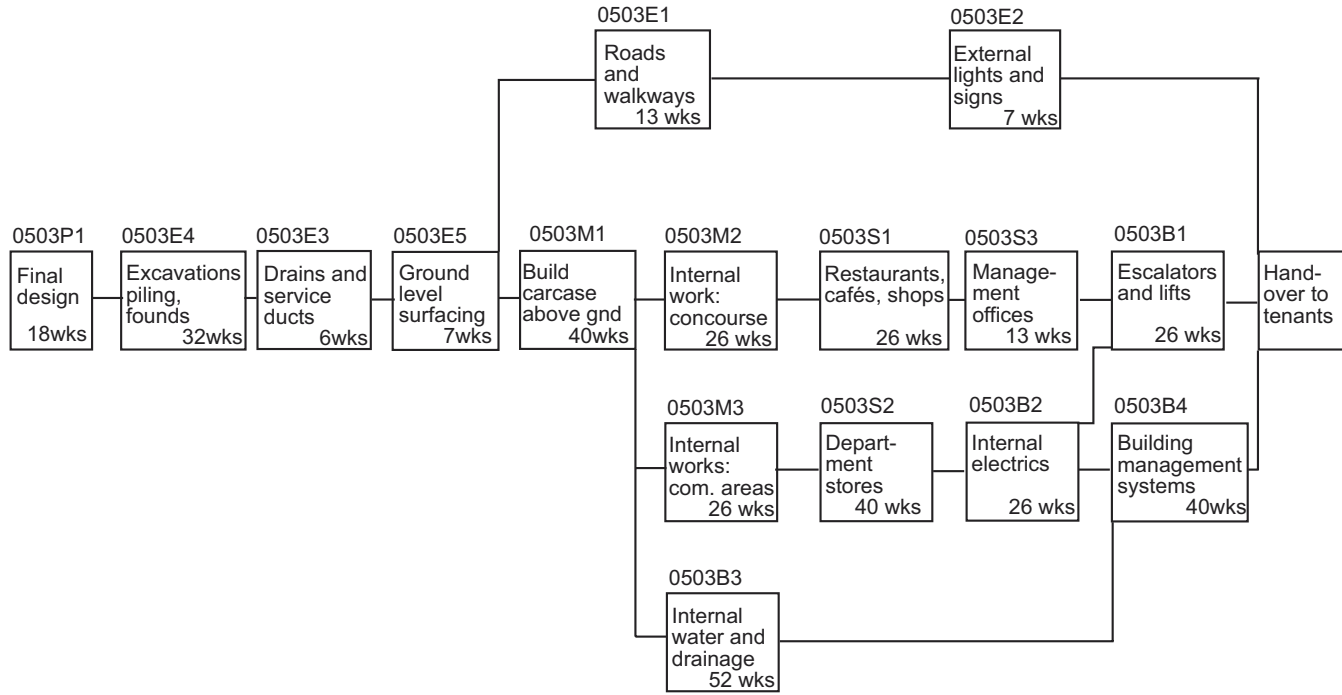 0503E1
Roads
and
walkways
13 wks
0503E2
External
lights and
signs
7 wks
0503P1
Final
design
18wks
0503E4
Excavations
piling,
founds
32wks
0503E3
Drains and
service
ducts
6wks
0503E5
Ground
level
surfacing
7wks
0503M1
Build
carcase
above gnd
40wks
0503M2
Internal
work:
concourse
26 wks
0503S1
Restaurants,
cafés, shops
26 wks
0503S3
Manage-
ment
offices
13 wks
0503B1
Escalators
and lifts
26 wks
Hand-
over to
tenants
0503M3
Internal
works:
com. areas
26 wks
0503S2
Depart-
ment
stores
40 wks
0503B2
Internal
electrics
26 wks
0503B4
Building
management
systems
40wks
0503B3
Internal
water and
drainage
52 wks